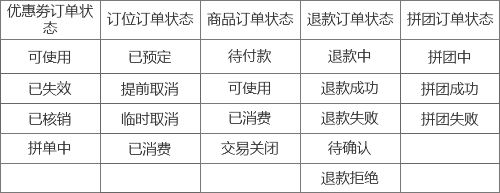 优惠券订单状态 订位订单状态 商品订单状态 退款订单状态 拼团订单状态
可使用 已预定 待付款 退款中 拼团中
已失效 提前取消 可使用 退款成功 拼团成功
已核销 临时取消 已消费 退款失败 拼团失败
拼单中 已消费 交易关闭 待确认
退款拒绝